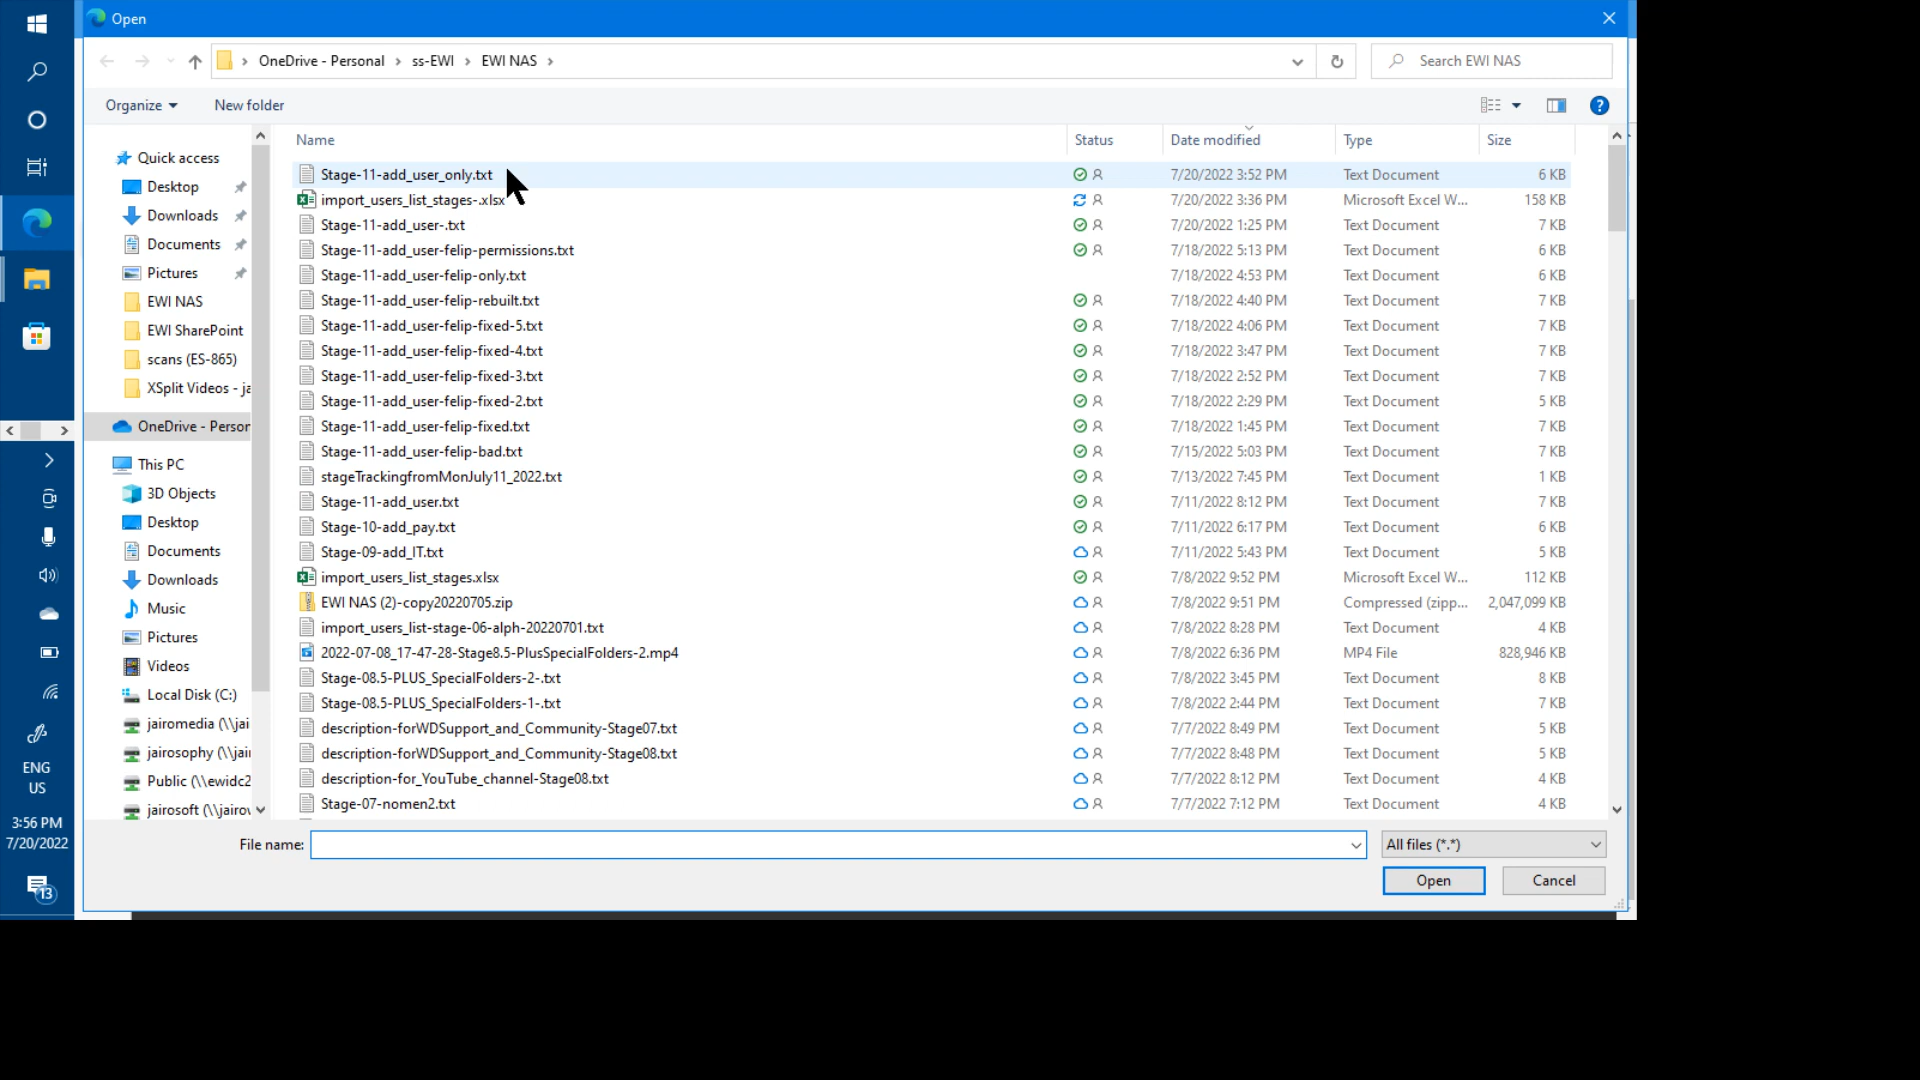 Open
OneDrive - Personal > ss-EWI > EWI NAS >
Search EWI NAS
Organize
New folder
Name Status Date modified Type Size
Quick access
Desktop
Downloads
Documents
Pictures
EWI NAS
EWI SharePoint
scans (ES-865)
XSplit Videos - ja
OneDrive - Person
This PC
3D Objects
Desktop
Documents
Downloads
Music
Pictures
Videos
Local Disk (C:)
jairomedia (\\jai
jairosophy (\\jai
Public (\\ewidc2
jairosoft (\\jairov
Stage-11-add_user_only.txt 7/20/2022 3:52 PM Text Document 6 KB
import_users_list_stages-.xlsx 7/20/2022 3:36 PM Microsoft Excel W... 158 KB
Stage-11-add_user-.txt 7/20/2022 1:25 PM Text Document 7 KB
Stage-11-add_user-felip-permissions.txt 7/18/2022 5:13 PM Text Document 6 KB
Stage-11-add_user-felip-only.txt 7/18/2022 4:53 PM Text Document 6 KB
Stage-11-add_user-felip-rebuilt.txt 7/18/2022 4:40 PM Text Document 7 KB
Stage-11-add_user-felip-fixed-5.txt 7/18/2022 4:06 PM Text Document 7 KB
Stage-11-add_user-felip-fixed-4.txt 7/18/2022 3:47 PM Text Document 7 KB
Stage-11-add_user-felip-fixed-3.txt 7/18/2022 2:52 PM Text Document 7 KB
Stage-11-add_user-felip-fixed-2.txt 7/18/2022 2:29 PM Text Document 5 KB
Stage-11-add_user-felip-fixed.txt 7/18/2022 1:45 PM Text Document 7 KB
Stage-11-add_user-felip-bad.txt 7/15/2022 5:03 PM Text Document 7 KB
stageTrackingfromMonJuly11_2022.txt 7/13/2022 7:45 PM Text Document 1 KB
Stage-11-add_user.txt 7/11/2022 8:12 PM Text Document 7 KB
Stage-10-add_pay.txt 7/11/2022 6:17 PM Text Document 6 KB
Stage-09-add_IT.txt 7/11/2022 5:43 PM Text Document 5 KB
import_users_list_stages.xlsx 7/8/2022 9:52 PM Microsoft Excel W... 112 KB
EWI NAS (2)-copy20220705.zip 7/8/2022 9:51 PM Compressed (zipp... 2,047,099 KB
import_users_list-stage-06-alph-20220701.txt 7/8/2022 8:28 PM Text Document 4 KB
2022-07-08_17-47-28-Stage8.5-PlusSpecialFolders-2.mp4 7/8/2022 6:36 PM MP4 File 828,946 KB
Stage-08.5-PLUS_SpecialFolders-2-.txt 7/8/2022 3:45 PM Text Document 8 KB
Stage-08.5-PLUS_SpecialFolders-1-.txt 7/8/2022 2:44 PM Text Document 7 KB
description-forWDSupport_and_Community-Stage07.txt 7/7/2022 8:49 PM Text Document 5 KB
description-forWDSupport_and_Community-Stage08.txt 7/7/2022 8:48 PM Text Document 5 KB
description-for_YouTube_channel-Stage08.txt 7/7/2022 8:12 PM Text Document 4 KB
Stage-07-nomen2.txt 7/7/2022 7:12 PM Text Document 4 KB
File name:
All files (*.*)
Open
Cancel
ENG
US
3:56 PM
7/20/2022
13